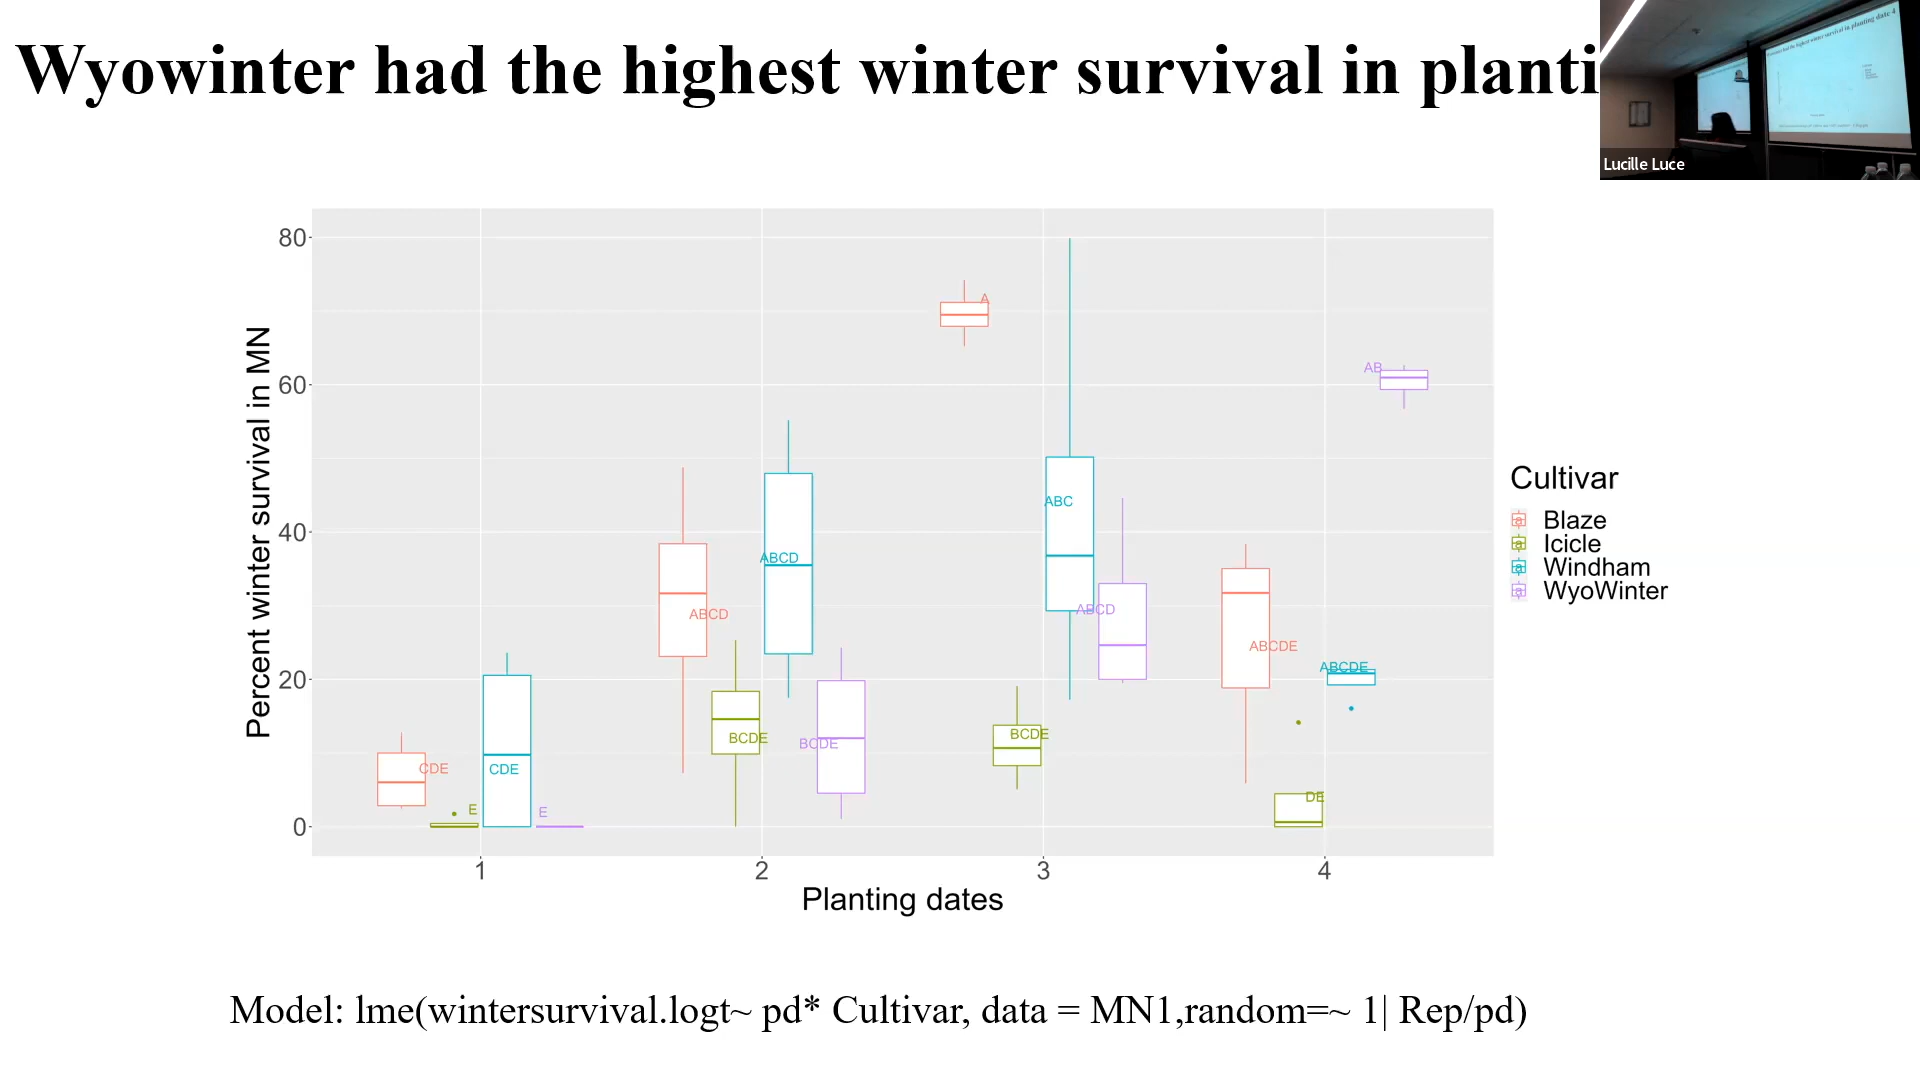 Wyowinter had the highest winter survival in planti
Lucille Luce
Percent winter survival in MN
80
60
40
20
0
A
AB
ABC
ABCD
ABCD
ABCD
ABCDE
ABCDE
BCDE
BCDE
BCDE
CDE
CDE
E
E
DE
1
2
3
4
Planting dates
Cultivar
a Blaze
a Icicle
a Windham
a WyoWinter
Model: lme(wintersurvival.logt~ pd* Cultivar, data = MN1,random=~ 1| Rep/pd)